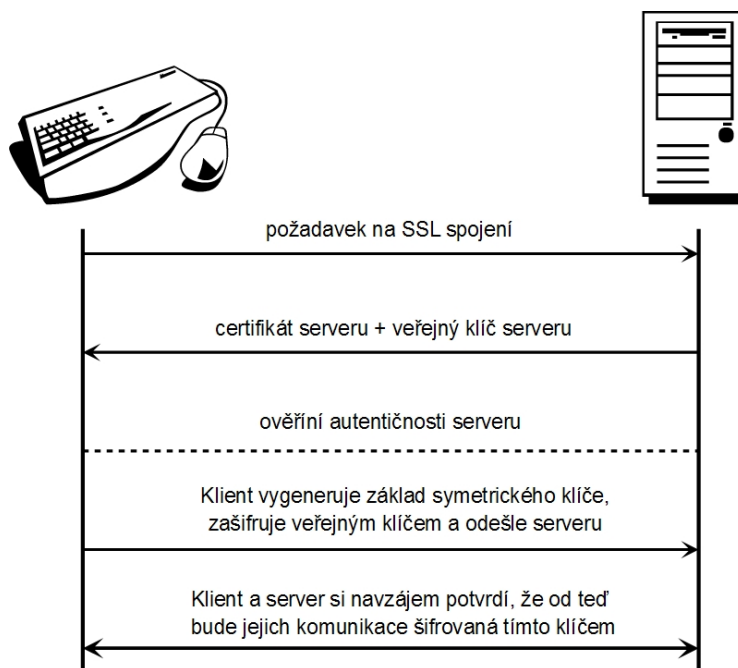 požadavek na SSL spojení
certifikát serveru + veřejný klíč serveru
ověříní autentičnosti serveru
Klient vygeneruje základ symetrického klíče,
zašifruje veřejným klíčem a odešle serveru
Klient a server si navzájem potvrdí, že od teď
bude jejich komunikace šifrovaná tímto klíčem